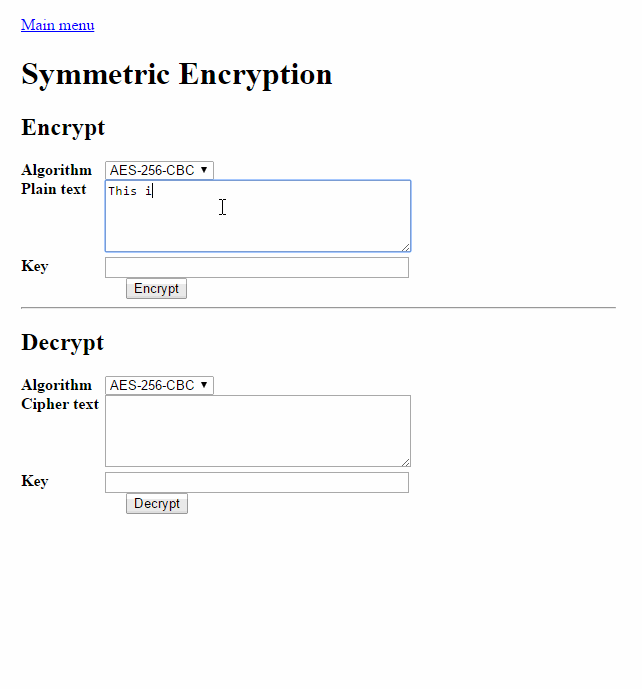 Main menu
Symmetric Encryption
Encrypt
Algorithm AES-256-CBC
Plain text This i
Key
Encrypt
Decrypt
Algorithm AES-256-CBC
Cipher text
Key
Decrypt